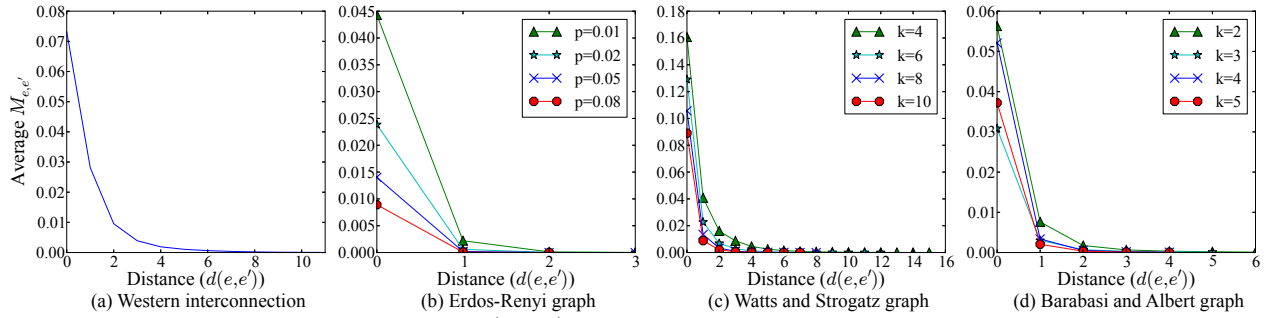 Average M_{e,e'}
0.08
0.07
0.06
0.05
0.04
0.03
0.02
0.01
0.00
0 2 4 6 8 10
Distance (d(e,e'))
(a) Western interconnection
0.045
0.040
0.035
0.030
0.025
0.020
0.015
0.010
0.005
0.000
p=0.01
p=0.02
p=0.05
p=0.08
0 1 2 3
Distance (d(e,e'))
(b) Erdos-Renyi graph
0.18
0.16
0.14
0.12
0.10
0.08
0.06
0.04
0.02
0.00
k=4
k=6
k=8
k=10
0 2 4 6 8 10 12 14 16
Distance (d(e,e'))
(c) Watts and Strogatz graph
0.06
0.05
0.04
0.03
0.02
0.01
0.00
k=2
k=3
k=4
k=5
0 1 2 3 4 5 6
Distance (d(e,e'))
(d) Barabasi and Albert graph